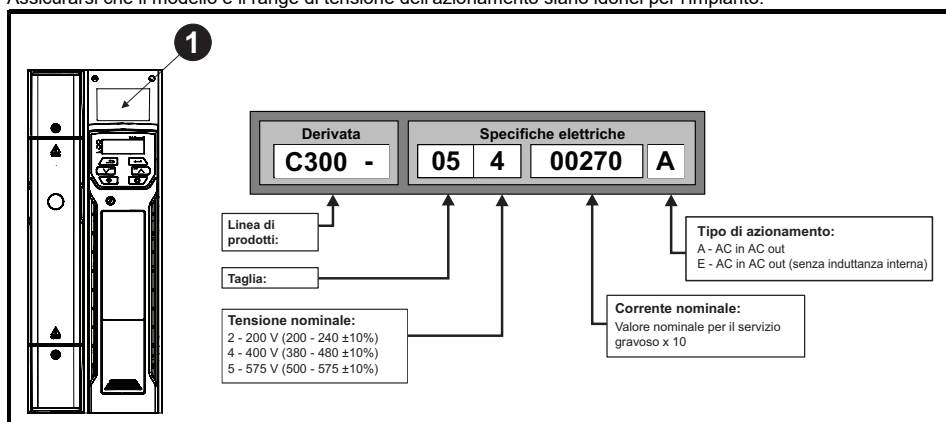 Assicurarsi che il modello e il range di tensione dell'azionamento siano idonei per l'impianto.
1
Derivata
Specifiche elettriche
C300 -
05 4 00270 A
Linea di
prodotti:
Taglia:
Tensione nominale:
2 - 200 V (200 - 240 ±10%)
4 - 400 V (380 - 480 ±10%)
5 - 575 V (500 - 575 ±10%)
Tipo di azionamento:
A - AC in AC out
E - AC in AC out (senza induttanza interna)
Corrente nominale:
Valore nominale per il servizio
gravoso x 10